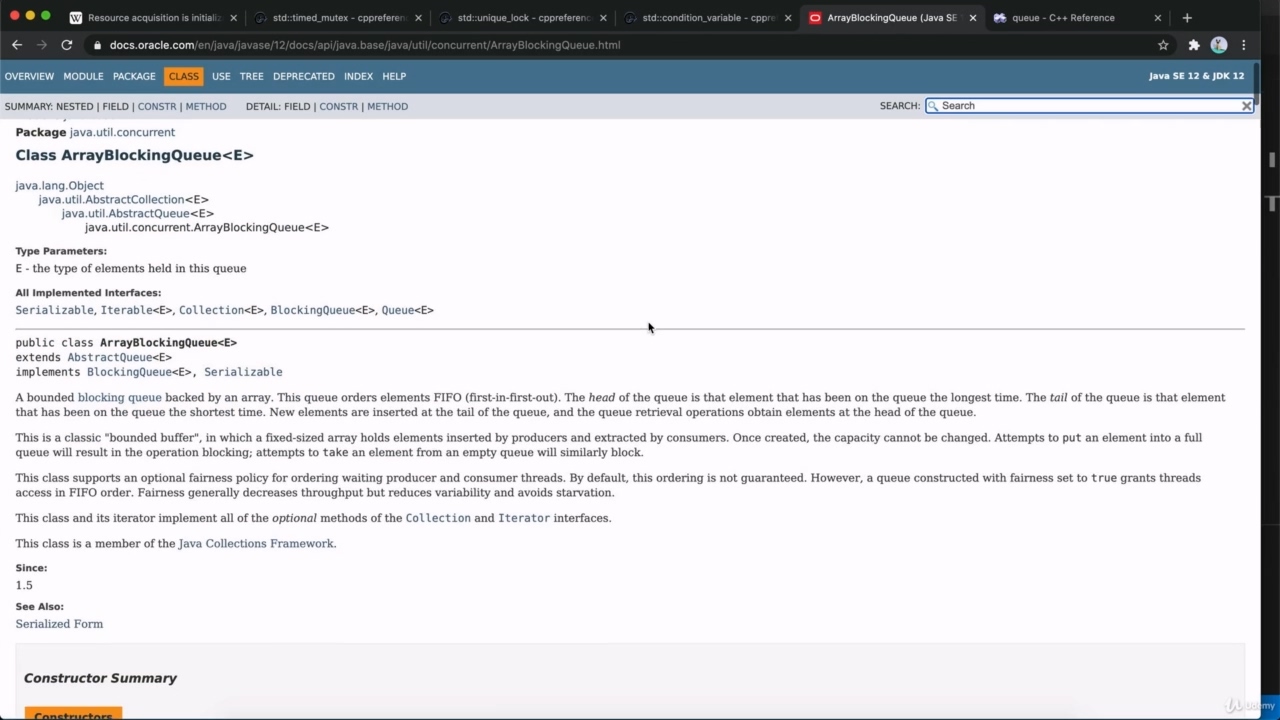 Resource acquisition is initializ
std::timed_mutex - cppreferen
std::unique_lock - cppreferenc
std::condition_variable - cppre
ArrayBlockingQueue (Java SE
queue - C++ Reference
docs.oracle.com/en/java/javase/12/docs/api/java.base/java/util/concurrent/ArrayBlockingQueue.html
OVERVIEW MODULE PACKAGE CLASS USE TREE DEPRECATED INDEX HELP Java SE 12 & JDK 12
SUMMARY: NESTED | FIELD | CONSTR | METHOD DETAIL: FIELD | CONSTR | METHOD SEARCH: Search
Package java.util.concurrent
Class ArrayBlockingQueue<E>
java.lang.Object
java.util.AbstractCollection<E>
java.util.AbstractQueue<E>
java.util.concurrent.ArrayBlockingQueue<E>
Type Parameters:
E - the type of elements held in this queue
All Implemented Interfaces:
Serializable, Iterable<E>, Collection<E>, BlockingQueue<E>, Queue<E>
public class ArrayBlockingQueue<E>
extends AbstractQueue<E>
implements BlockingQueue<E>, Serializable
A bounded blocking queue backed by an array. This queue orders elements FIFO (first-in-first-out). The head of the queue is that element that has been on the queue the longest time. The tail of the queue is that element
that has been on the queue the shortest time. New elements are inserted at the tail of the queue, and the queue retrieval operations obtain elements at the head of the queue.
This is a classic "bounded buffer", in which a fixed-sized array holds elements inserted by producers and extracted by consumers. Once created, the capacity cannot be changed. Attempts to put an element into a full
queue will result in the operation blocking; attempts to take an element from an empty queue will similarly block.
This class supports an optional fairness policy for ordering waiting producer and consumer threads. By default, this ordering is not guaranteed. However, a queue constructed with fairness set to true grants threads
access in FIFO order. Fairness generally decreases throughput but reduces variability and avoids starvation.
This class and its iterator implement all of the optional methods of the Collection and Iterator interfaces.
This class is a member of the Java Collections Framework.
Since:
1.5
See Also:
Serialized Form
Constructor Summary
Constructors
Udemy